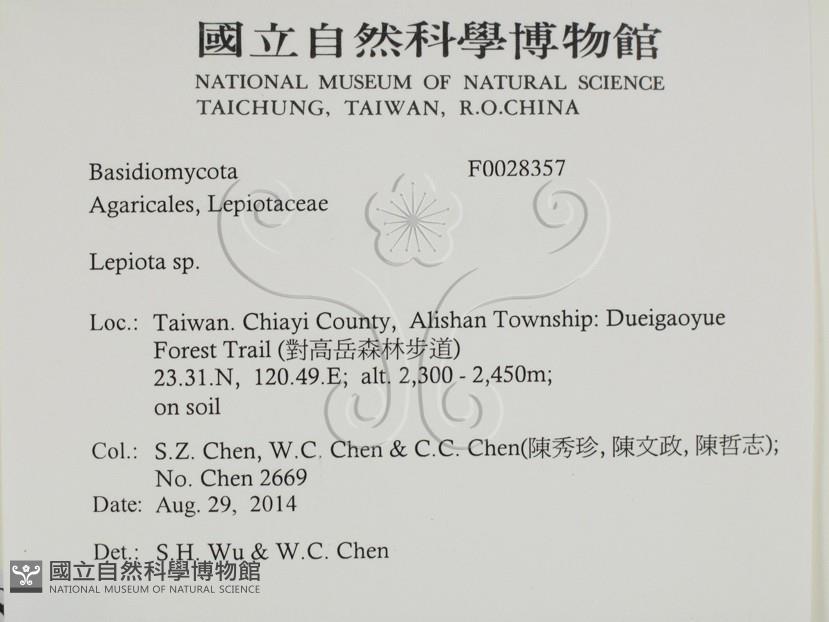 國立自然科學博物館
NATIONAL MUSEUM OF NATURAL SCIENCE
TAICHUNG, TAIWAN, R.O.CHINA
Basidiomycota F0028357
Agaricales, Lepiotaceae
Lepiota sp.
Loc.: Taiwan. Chiayi County, Alishan Township: Dueigaoyue
Forest Trail (對高岳森林步道)
23.31.N, 120.49.E; alt. 2,300 - 2,450m;
on soil
Col.: S.Z. Chen, W.C. Chen & C.C. Chen(陳秀珍, 陳文政, 陳哲志);
No. Chen 2669
Date: Aug. 29, 2014
Det.: S.H. Wu & W.C. Chen
國立自然科學博物館
NATIONAL MUSEUM OF NATURAL SCIENCE